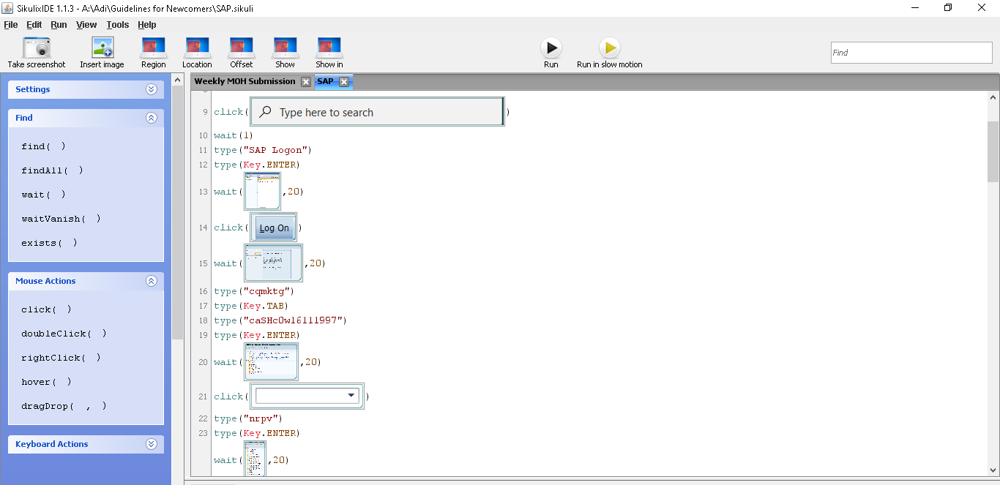 SikulixIDE 1.1.3 - A:\Adi\Guidelines for Newcomers\SAP.sikuli
File Edit Run View Tools Help
Take screenshot Insert image Region Location Offset Show Show in Run Run in slow motion Find
Settings
Find
find( )
findAll( )
wait( )
waitVanish( )
exists( )
Mouse Actions
click( )
doubleClick( )
rightClick( )
hover( )
dragDrop( , )
Keyboard Actions
Weekly MOH Submission SAP
9 click( Type here to search )
10 wait(1)
11 type("SAP Logon")
12 type(Key.ENTER)
13 wait( ,20)
14 click( Log On )
15 wait( ,20)
16 type("cqmktg")
17 type(Key.TAB)
18 type("caSHc0w16111997")
19 type(Key.ENTER)
20 wait( ,20)
21 click( )
22 type("nrpv")
23 type(Key.ENTER)
wait( ,20)